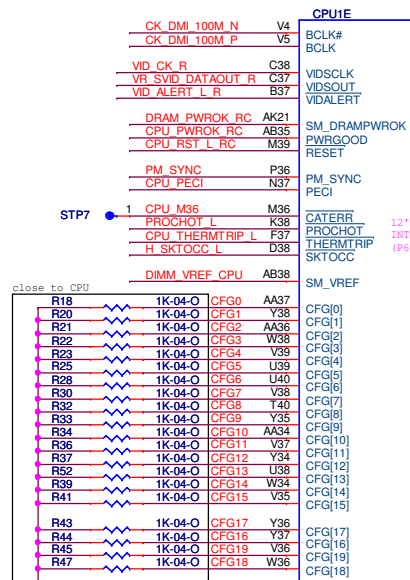 CPU1E
CK_DMI_100M_N V4 BCLK#
CK_DMI_100M_P V5 BCLK
VID_CK_R C38 VIDSCLK
VR_SVID_DATAOUT_R C37 VIDSOUT
VID_ALERT_L_R B37 VIDALERT
DRAM_PWROK_RC AK21 SM_DRAMPWROK
CPU_PWROK_RC AB35 PWRGOOD
CPU_RST_L_RC M39 RESET
PM_SYNC P36 PM_SYNC
CPU_PECI N37 PECI
STP7 1 CPU_M36 M36 CATERR
PROCHOT_L K38 PROCHOT
CPU_THERMTRIP_L F37 THERMTRIP
H_SKTOCC_L D38 SKTOCC
12'
INT
(P6
DIMM_VREF_CPU AB38 SM_VREF
close to CPU
R18 1K-04-O CFG0 AA37 CFG[0]
R20 1K-04-O CFG1 Y38 CFG[1]
R21 1K-04-O CFG2 AA36 CFG[2]
R22 1K-04-O CFG3 W38 CFG[3]
R23 1K-04-O CFG4 V39 CFG[4]
R25 1K-04-O CFG5 U39 CFG[5]
R28 1K-04-O CFG6 U40 CFG[6]
R30 1K-04-O CFG7 V38 CFG[7]
R32 1K-04-O CFG8 T40 CFG[8]
R33 1K-04-O CFG9 Y35 CFG[9]
R34 1K-04-O CFG10 AA34 CFG[10]
R36 1K-04-O CFG11 V37 CFG[11]
R37 1K-04-O CFG12 Y34 CFG[12]
R52 1K-04-O CFG13 U38 CFG[13]
R39 1K-04-O CFG14 W34 CFG[14]
R41 1K-04-O CFG15 V35 CFG[15]
R43 1K-04-O CFG17 Y36 CFG[17]
R44 1K-04-O CFG16 Y37 CFG[16]
R45 1K-04-O CFG19 V36 CFG[19]
R47 1K-04-O CFG18 W36 CFG[18]